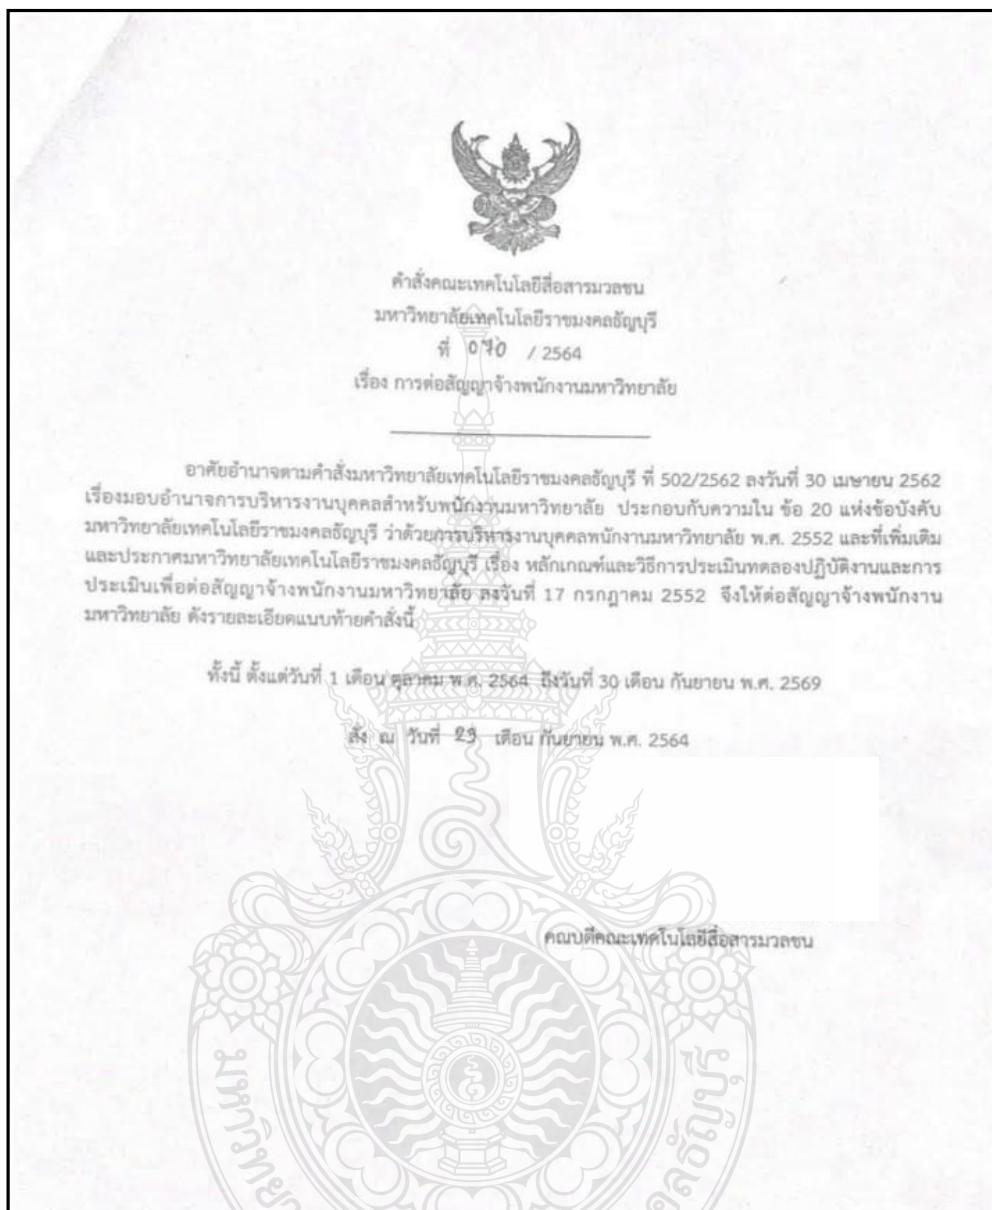 คำสั่งคณะเทคโนโลยีสื่อสารมวลชน
มหาวิทยาลัยเทคโนโลยีราชมงคลธัญบุรี
ที่ 070 / 2564
เรื่อง การต่อสัญญาจ้างพนักงานมหาวิทยาลัย
อาศัยอำนาจตามคำสั่งมหาวิทยาลัยเทคโนโลยีราชมงคลธัญบุรี ที่ 502/2562 ลงวันที่ 30 เมษายน 2562
เรื่องมอบอำนาจการบริหารงานบุคคลสำหรับพนักงานมหาวิทยาลัย ประกอบกับความใน ข้อ 20 แห่งข้อบังคับ
มหาวิทยาลัยเทคโนโลยีราชมงคลธัญบุรี ว่าด้วยการบริหารงานบุคคลพนักงานมหาวิทยาลัย พ.ศ. 2552 และที่เพิ่มเติม
และประกาศมหาวิทยาลัยเทคโนโลยีราชมงคลธัญบุรี เรื่อง หลักเกณฑ์และวิธีการประเมินทดลองปฏิบัติงานและการ
ประเมินเพื่อต่อสัญญาจ้างพนักงานมหาวิทยาลัย ลงวันที่ 17 กรกฎาคม 2552 จึงให้ต่อสัญญาจ้างพนักงาน
มหาวิทยาลัย ดังรายละเอียดแนบท้ายคำสั่งนี้
ทั้งนี้ ตั้งแต่วันที่ 1 เดือน ตุลาคม พ.ศ. 2564 ถึงวันที่ 30 เดือน กันยายน พ.ศ. 2569
สั่ง ณ วันที่ 29 เดือน กันยายน พ.ศ. 2564
คณบดีคณะเทคโนโลยีสื่อสารมวลชน